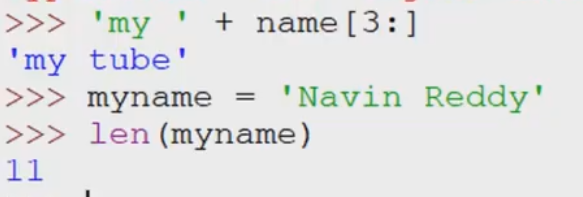 >>> 'my ' + name[3:]
'my tube'
>>> myname = 'Navin Reddy'
>>> len(myname)
11